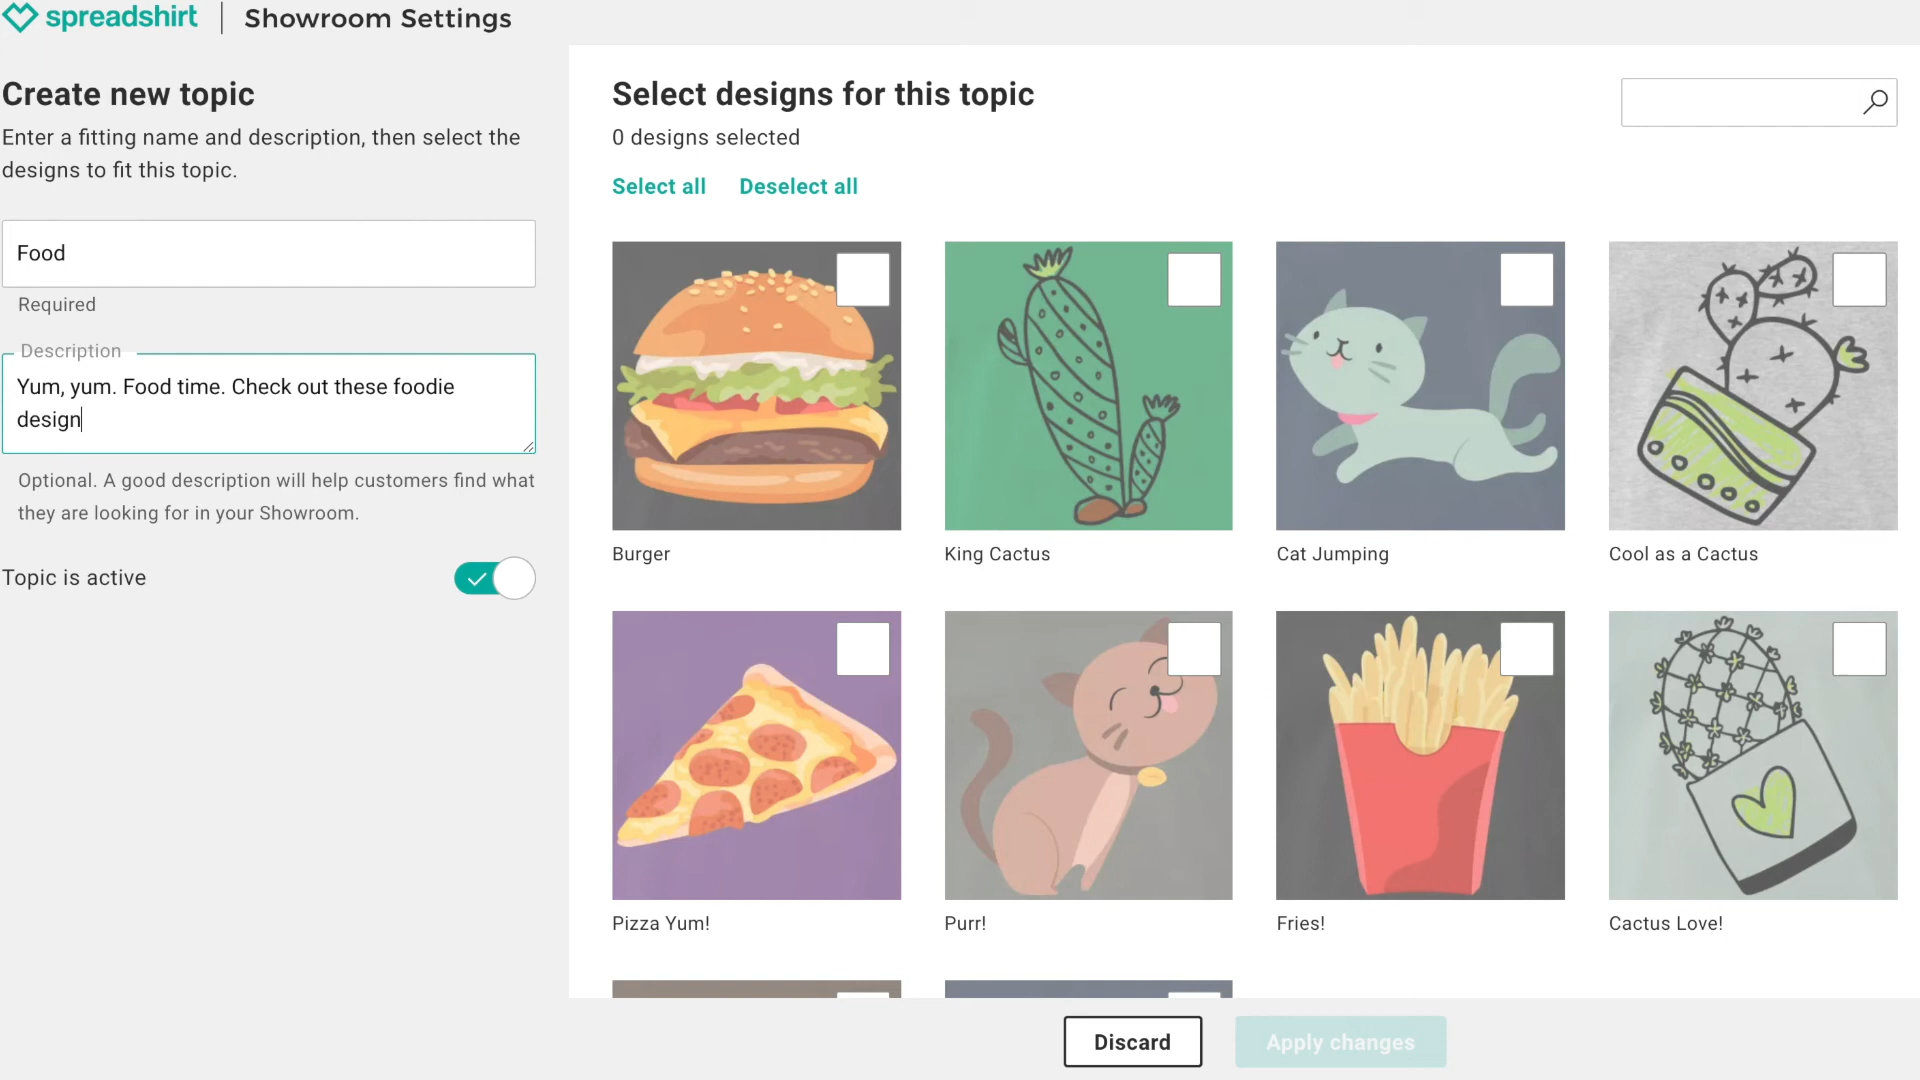 spreadshirt
Showroom Settings
Create new topic
Enter a fitting name and description, then select the
designs to fit this topic.
Food
Required
Description
Yum, yum. Food time. Check out these foodie
design
Optional. A good description will help customers find what
they are looking for in your Showroom.
Topic is active
Select designs for this topic
0 designs selected
Select all Deselect all
Burger King Cactus Cat Jumping Cool as a Cactus
Pizza Yum! Purr! Fries! Cactus Love!
Discard Apply changes